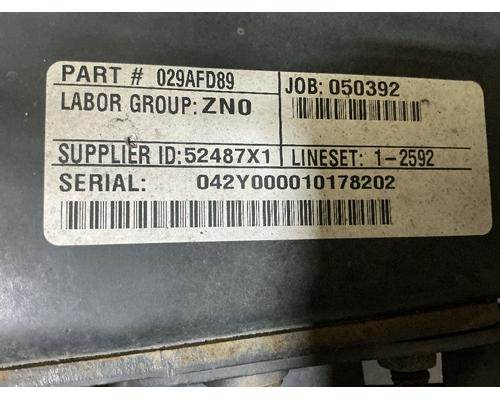 PART # 029AFD89
JOB: 050392
LABOR GROUP: ZN0
SUPPLIER ID: 52487X1
LINESET: 1-2592
SERIAL: 042Y000010178202